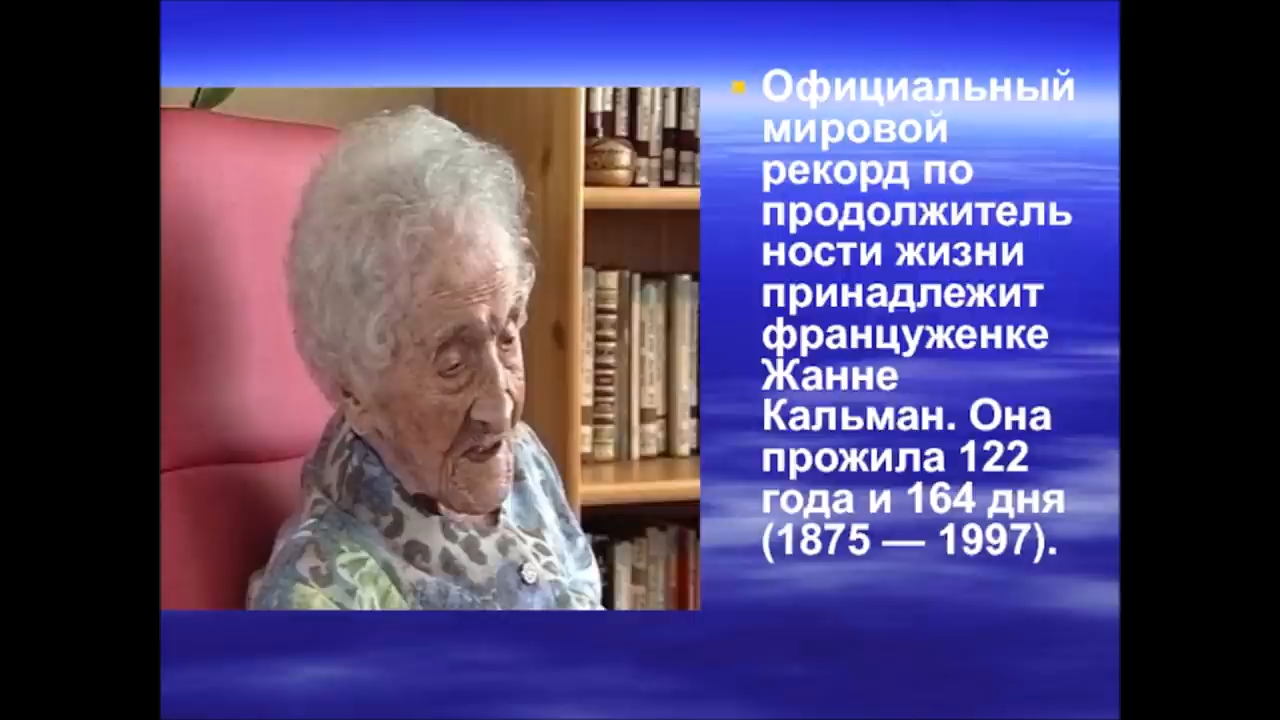 Официальный
мировой
рекорд по
продолжитель
ности жизни
принадлежит
француженке
Жанне
Кальман. Она
прожила 122
года и 164 дня
(1875 — 1997).